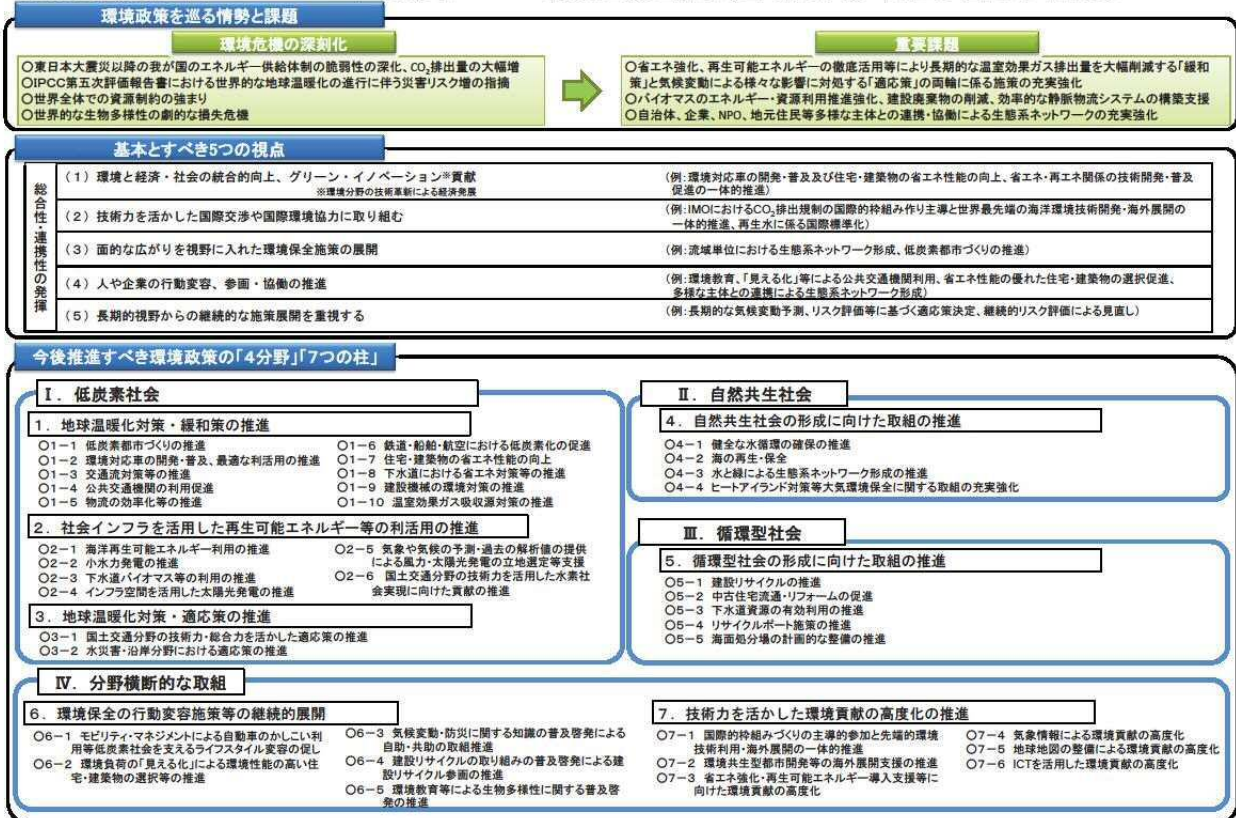 環境政策を巡る情勢と課題
環境危機の深刻化
○東日本大震災以降の我が国のエネルギー供給体制の脆弱性の深化、CO2排出量の大幅増
○IPCC第五次評価報告書における世界的な地球温暖化の進行に伴う災害リスク増の指摘
○世界全体での資源制約の強まり
○世界的な生物多様性の劇的な損失危機
重要課題
○省エネ強化、再生可能エネルギーの徹底活用等により長期的な温室効果ガス排出量を大幅削減する「緩和
策」と気候変動による様々な影響に対処する「適応策」の両輪に係る施策の充実強化
○バイオマスのエネルギー・資源利用推進強化、建設廃棄物の削減、効率的な静脈物流システムの構築支援
○自治体、企業、NPO、地元住民等多様な主体との連携・協働による生態系ネットワークの充実強化
基本とすべき5つの視点
総合性・連携性の発揮
（1）環境と経済・社会の統合的向上、グリーン・イノベーション※貢献
※環境分野の技術革新による経済発展
（例：環境対応車の開発・普及及び住宅・建築物の省エネ性能の向上、省エネ・再エネ関係の技術開発・普及
促進の一体的推進）
（2）技術力を活かした国際交渉や国際環境協力に取り組む
（例：IMOにおけるCO2排出規制の国際的枠組み作り主導と世界最先端の海洋環境技術開発・海外展開の
一体的推進、再生水に係る国際標準化）
（3）面的な広がりを視野に入れた環境保全施策の展開
（例：流域単位における生態系ネットワーク形成、低炭素都市づくりの推進）
（4）人や企業の行動変容、参画・協働の推進
（例：環境教育、「見える化」等による公共交通機関利用、省エネ性能の優れた住宅・建築物の選択促進、
多様な主体との連携による生態系ネットワーク形成）
（5）長期的視野からの継続的な施策展開を重視する
（例：長期的な気候変動予測、リスク評価等に基づく適応策決定、継続的リスク評価による見直し）
今後推進すべき環境政策の「4分野」「7つの柱」
Ⅰ．低炭素社会
1．地球温暖化対策・緩和策の推進
○1－1 低炭素都市づくりの推進
○1－2 環境対応車の開発・普及、最適な利活用の推進
○1－3 交通流対策等の推進
○1－4 公共交通機関の利用促進
○1－5 物流の効率化等の推進
○1－6 鉄道・船舶・航空における低炭素化の促進
○1－7 住宅・建築物の省エネ性能の向上
○1－8 下水道における省エネ対策等の推進
○1－9 建設機械の環境対策の推進
○1－10 温室効果ガス吸収源対策の推進
2．社会インフラを活用した再生可能エネルギー等の利活用の推進
○2－1 海洋再生可能エネルギー利用の推進
○2－2 小水力発電の推進
○2－3 下水道バイオマス等の利用の推進
○2－4 インフラ空間を活用した太陽光発電の推進
○2－5 気象や気候の予測・過去の解析値の提供
による風力・太陽光発電の立地選定等支援
○2－6 国土交通分野の技術力を活用した水素社
会実現に向けた貢献の推進
3．地球温暖化対策・適応策の推進
○3－1 国土交通分野の技術力・総合力を活かした適応策の推進
○3－2 水災害・沿岸分野における適応策の推進
Ⅱ．自然共生社会
4．自然共生社会の形成に向けた取組の推進
○4－1 健全な水循環の確保の推進
○4－2 海の再生・保全
○4－3 水と緑による生態系ネットワーク形成の推進
○4－4 ヒートアイランド対策等大気環境保全に関する取組の充実強化
Ⅲ．循環型社会
5．循環型社会の形成に向けた取組の推進
○5－1 建設リサイクルの推進
○5－2 中古住宅流通・リフォームの促進
○5－3 下水道資源の有効利用の推進
○5－4 リサイクルポート施策の推進
○5－5 海面処分場の計画的な整備の推進
Ⅳ．分野横断的な取組
6．環境保全の行動変容施策等の継続的展開
○6－1 モビリティ・マネジメントによる自動車のかしこい利
用等低炭素社会を支えるライフスタイル変容の促し
○6－2 環境負荷の「見える化」による環境性能の高い住
宅・建築物の選択等の推進
○6－3 気候変動・防災に関する知識の普及啓発による
自助・共助の取組推進
○6－4 建設リサイクルの取り組みの普及啓発による建
設リサイクル参画の推進
○6－5 環境教育等による生物多様性に関する普及啓
発の推進
7．技術力を活かした環境貢献の高度化の推進
○7－1 国際的枠組みづくりの主導的参加と先端的環境
技術利用・海外展開の一体的推進
○7－2 環境共生型都市開発等の海外展開支援の推進
○7－3 省エネ強化・再生可能エネルギー導入支援等に
向けた環境貢献の高度化
○7－4 気象情報による環境貢献の高度化
○7－5 地球地図の整備による環境貢献の高度化
○7－6 ICTを活用した環境貢献の高度化